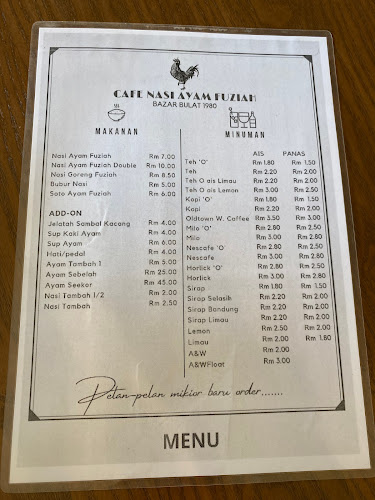 CAFE NASI AYAM FUZIAH
BAZAR BULAT 1980
MAKANAN
Nasi Ayam Fuziah Rm 7.00
Nasi Ayam Fuziah Double Rm 10.00
Nasi Goreng Fuziah Rm 8.50
Bubur Nasi Rm 5.00
Soto Ayam Fuziah Rm 6.00
ADD-ON
Jelatah Sambal Kacang Rm 4.00
Sup Kaki Ayam Rm 4.00
Sup Ayam Rm 6.00
Hati/pedal Rm 4.00
Ayam Tambah 1 Rm 5.00
Ayam Sebelah Rm 25.00
Ayam Seekor Rm 45.00
Nasi Tambah 1/2 Rm 2.00
Nasi Tambah Rm 2.50
MINUMAN
AIS PANAS
Teh 'O' Rm 1.80 Rm 1.50
Teh Rm 2.20 Rm 2.00
Teh O ais Limau Rm 2.20 Rm 2.00
Teh O ais Lemon Rm 3.00 Rm 2.50
Kopi 'O' Rm 1.80 Rm 1.50
Kopi Rm 2.20 Rm 2.00
Oldtown W. Coffee Rm 3.50 Rm 3.00
Milo 'O' Rm 2.80 Rm 2.50
Milo Rm 3.00 Rm 2.80
Nescafe 'O' Rm 2.80 Rm 2.50
Nescafe Rm 3.00 Rm 2.80
Horlick 'O' Rm 2.80 Rm 2.50
Horlick Rm 3.00 Rm 2.80
Sirap Rm 1.80 Rm 1.50
Sirap Selasih Rm 2.20 Rm 2.00
Sirap Bandung Rm 2.20 Rm 2.00
Sirap Limau Rm 2.20 Rm 2.00
Lemon Rm 2.50 Rm 2.00
Limau Rm 2.00 Rm 1.80
A&W Rm 2.00
A&WFloat Rm 3.00
Pelan-pelan mikior baru order.......
MENU